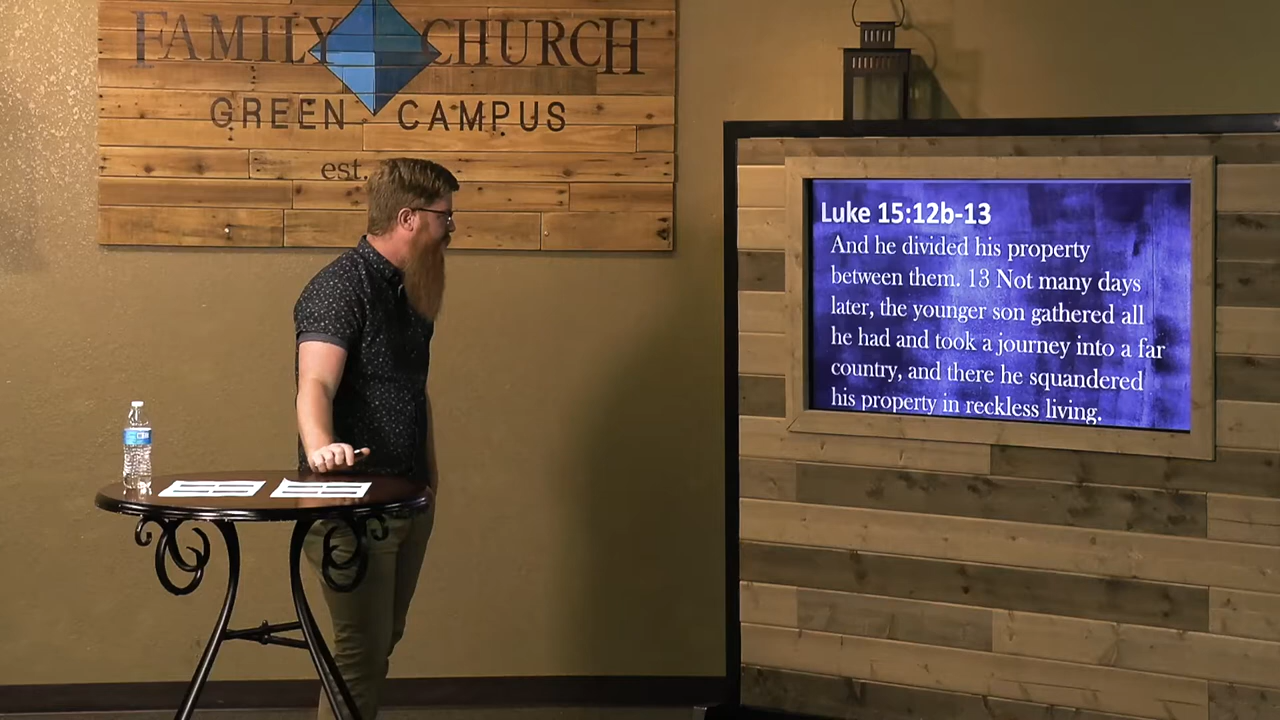 FAMILY CHURCH
GREEN CAMPUS
est.
Luke 15:12b-13
And he divided his property
between them. 13 Not many days
later, the younger son gathered all
he had and took a journey into a far
country, and there he squandered
his property in reckless living.